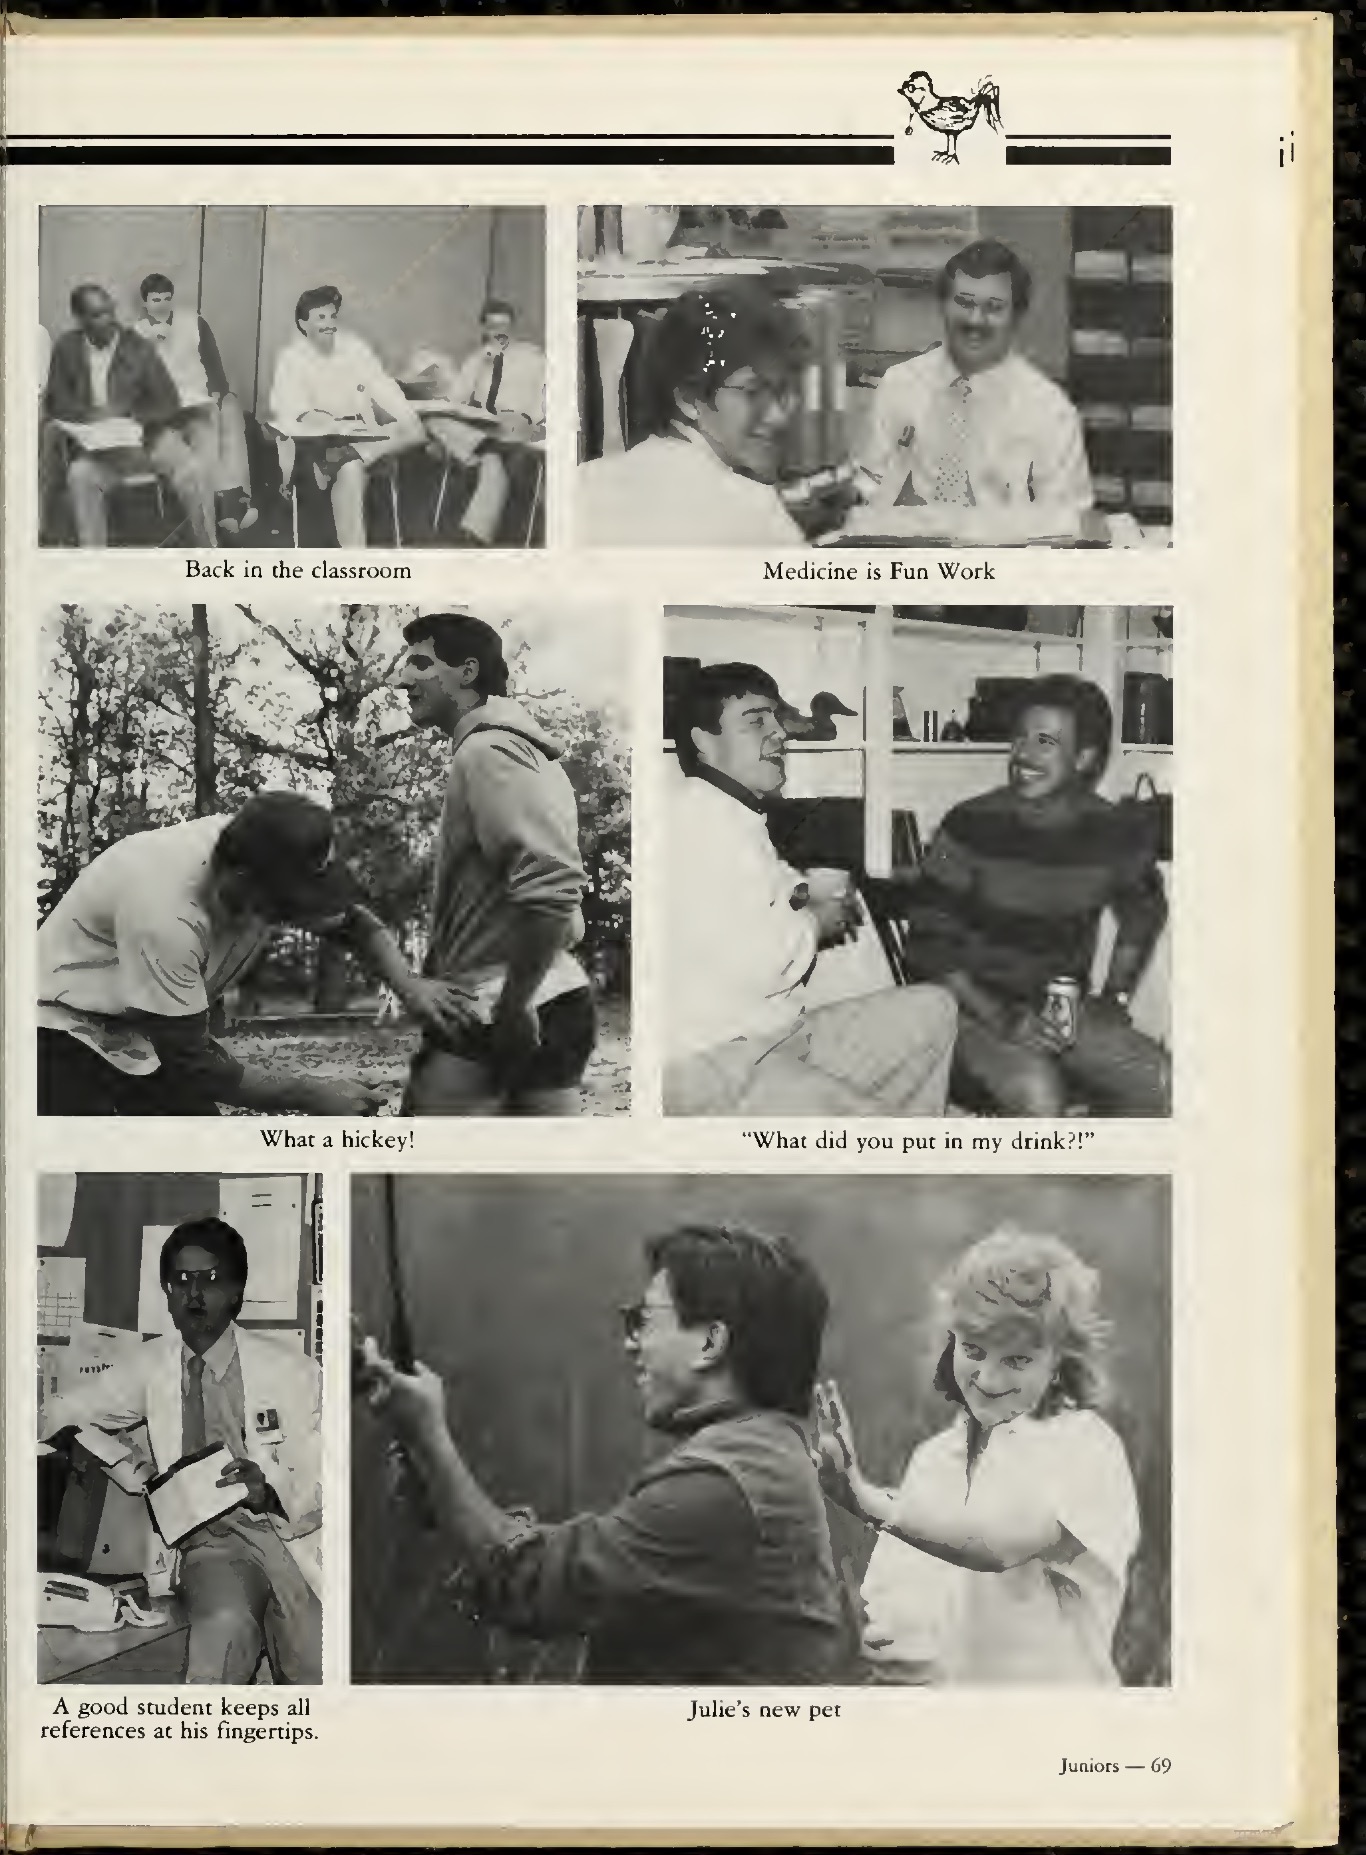 Back in the classroom
Medicine is Fun Work
What a hickey!
"What did you put in my drink?!"
A good student keeps all
references at his fingertips.
Julie's new pet
Juniors — 69